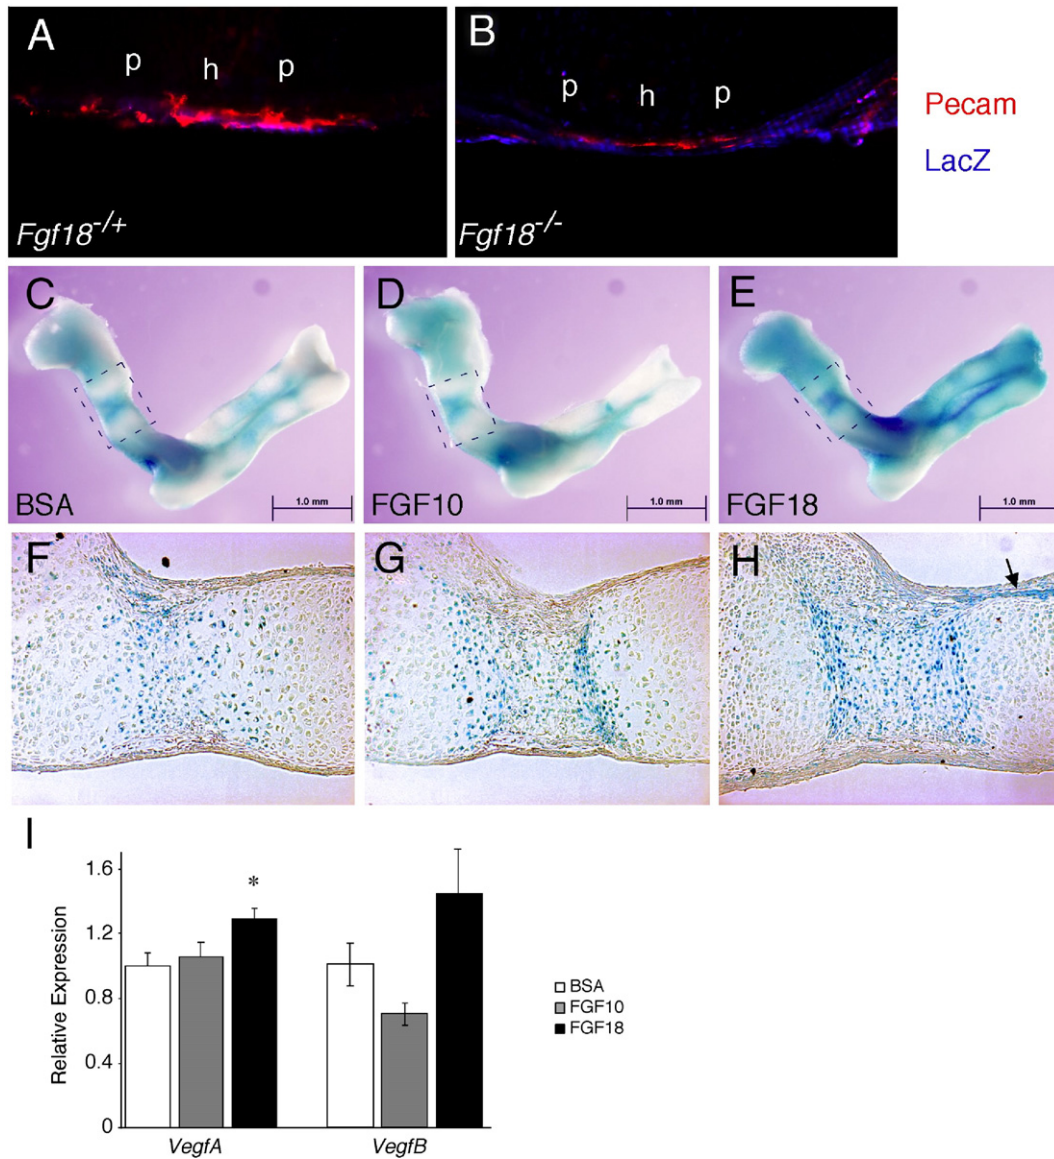 A
p h p
Fgf18-/+
B
p h p
Fgf18-/-
Pecam
LacZ
C
BSA
1.0 mm
D
FGF10
1.0 mm
E
FGF18
1.0 mm
F
G
H
I
Relative Expression
1.6
1.2
0.8
0.4
0
*
VegfA
VegfB
BSA
FGF10
FGF18